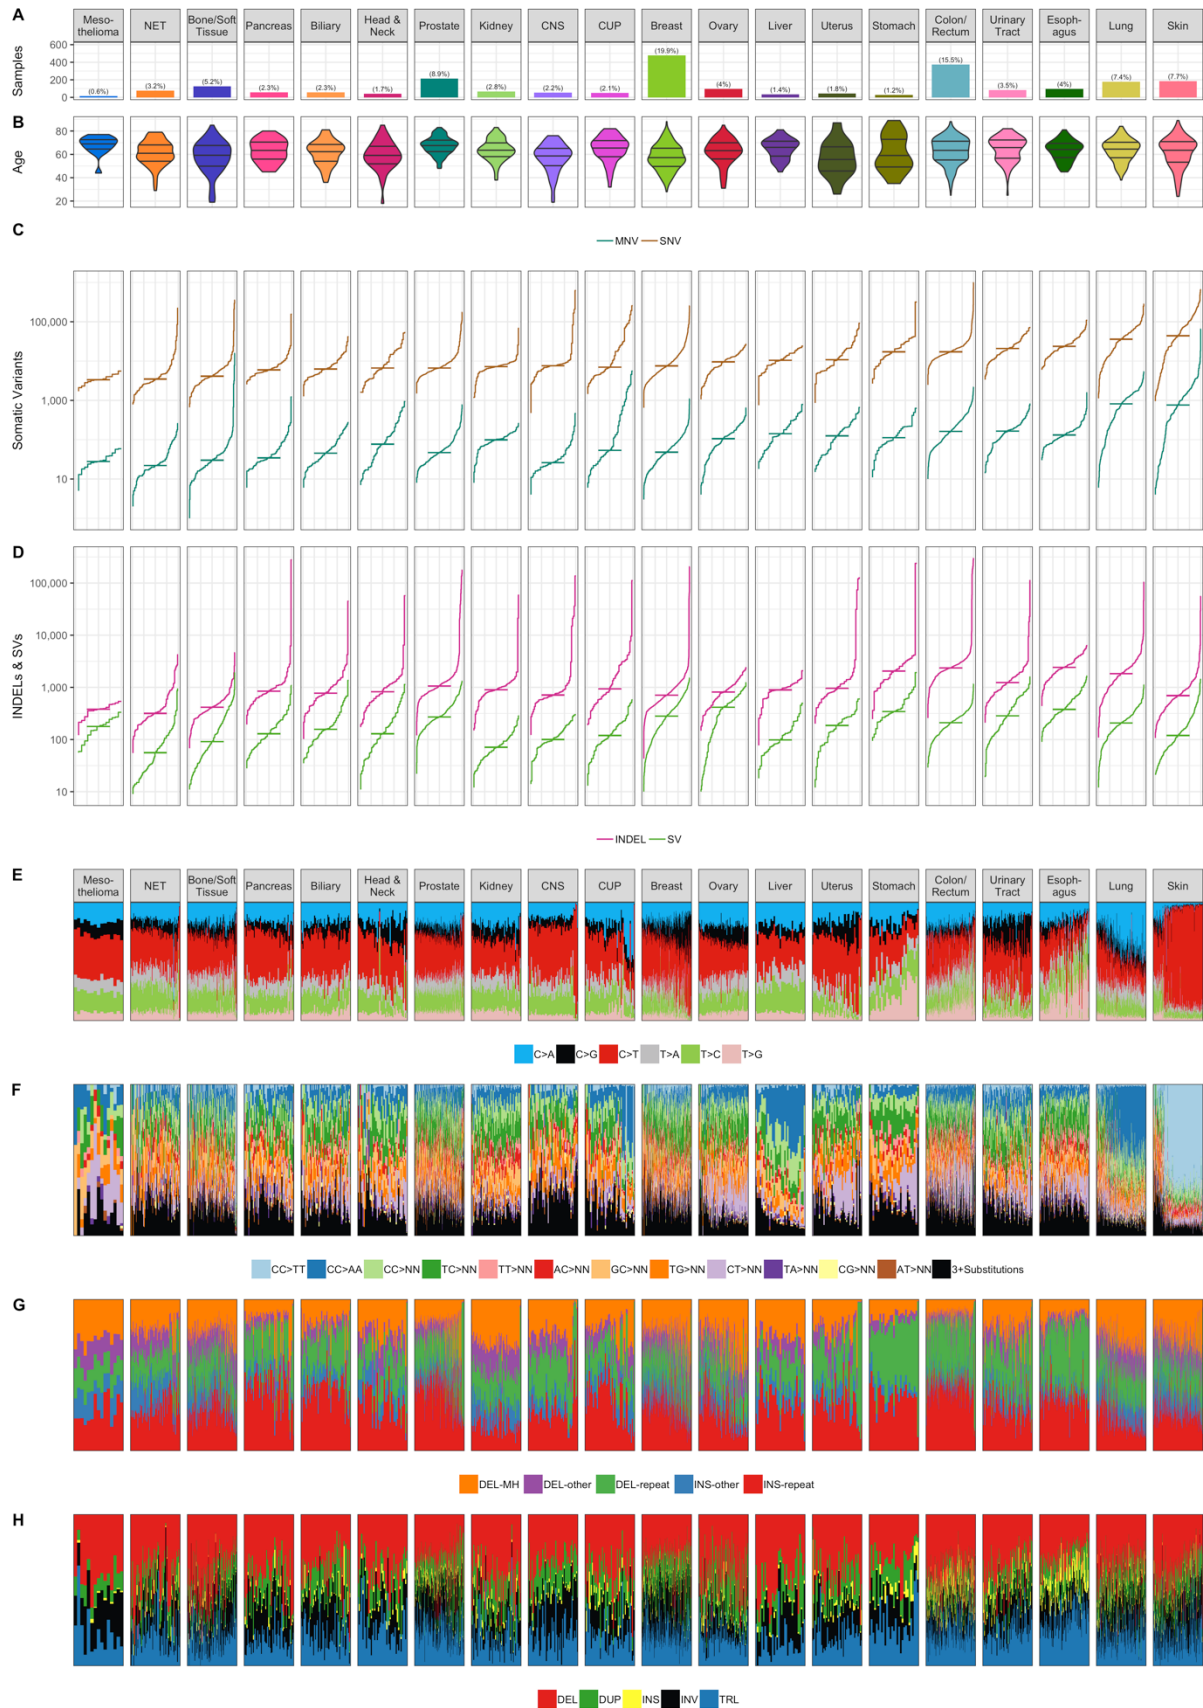 A
Meso-
thelioma
NET
Bone/Soft
Tissue
Pancreas
Biliary
Head &
Neck
Prostate
Kidney
CNS
CUP
Breast
Ovary
Liver
Uterus
Stomach
Colon/
Rectum
Urinary
Tract
Esoph-
agus
Lung
Skin
Samples
600
400
200
0
(0.6%)
(3.2%)
(5.2%)
(2.3%)
(2.3%)
(1.7%)
(8.9%)
(2.8%)
(2.2%)
(2.1%)
(19.9%)
(4%)
(1.4%)
(1.8%)
(1.2%)
(15.5%)
(3.5%)
(4%)
(7.4%)
(7.7%)
B
Age
80
60
40
20
C
MNV SNV
Somatic Variants
100,000
1,000
10
D
INDELs & SVs
100,000
10,000
1,000
100
10
INDEL SV
E
Meso-
thelioma
NET
Bone/Soft
Tissue
Pancreas
Biliary
Head &
Neck
Prostate
Kidney
CNS
CUP
Breast
Ovary
Liver
Uterus
Stomach
Colon/
Rectum
Urinary
Tract
Esoph-
agus
Lung
Skin
C>A C>G C>T T>A T>C T>G
F
CC>TT CC>AA CC>NN TC>NN TT>NN AC>NN GC>NN TG>NN CT>NN TA>NN CG>NN AT>NN 3+Substitutions
G
DEL-MH DEL-other DEL-repeat INS-other INS-repeat
H
DEL DUP INS INV TRL